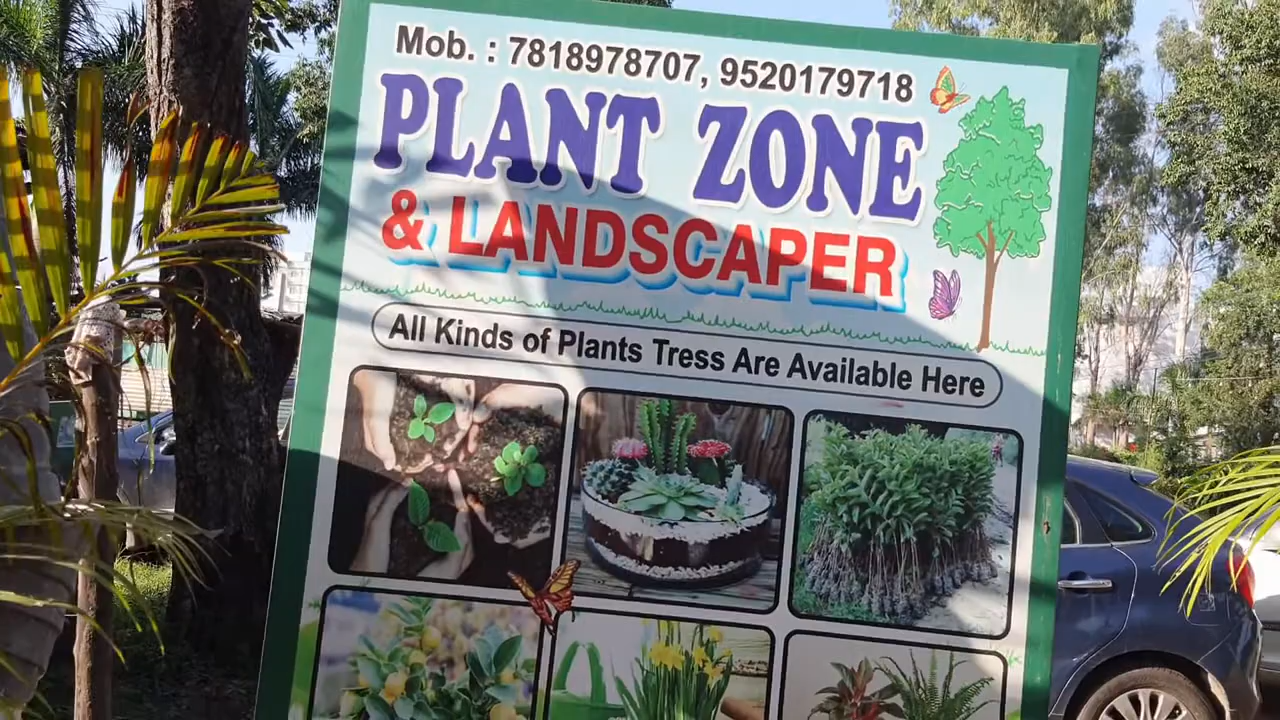 Mob. : 7818978707, 9520179718
PLANT ZONE
& LANDSCAPER
All Kinds of Plants Tress Are Available Here